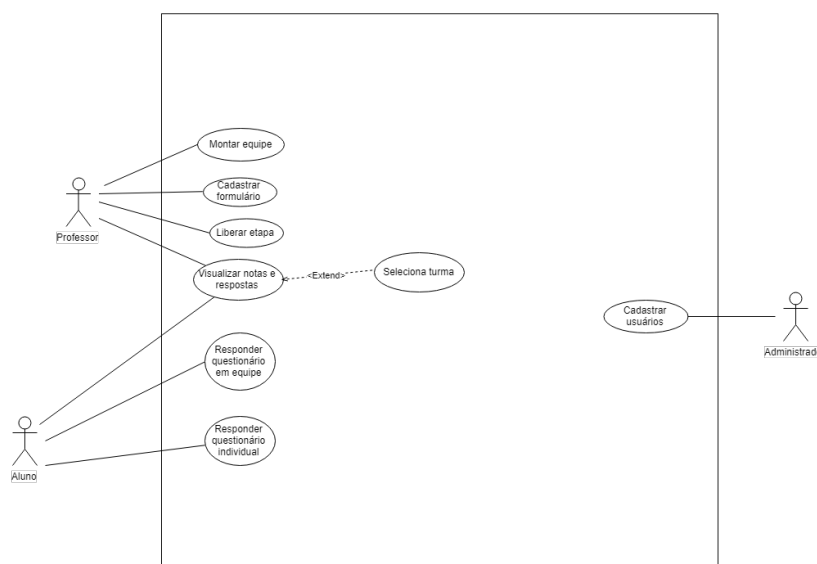 Montar equipe
Cadastrar
formulário
Professor
Liberar etapa
Visualizar notas e
respostas
<Extend>
Seleciona turma
Cadastrar
usuários
Administrad
Responder
questionário
em equipe
Responder
questionário
individual
Aluno